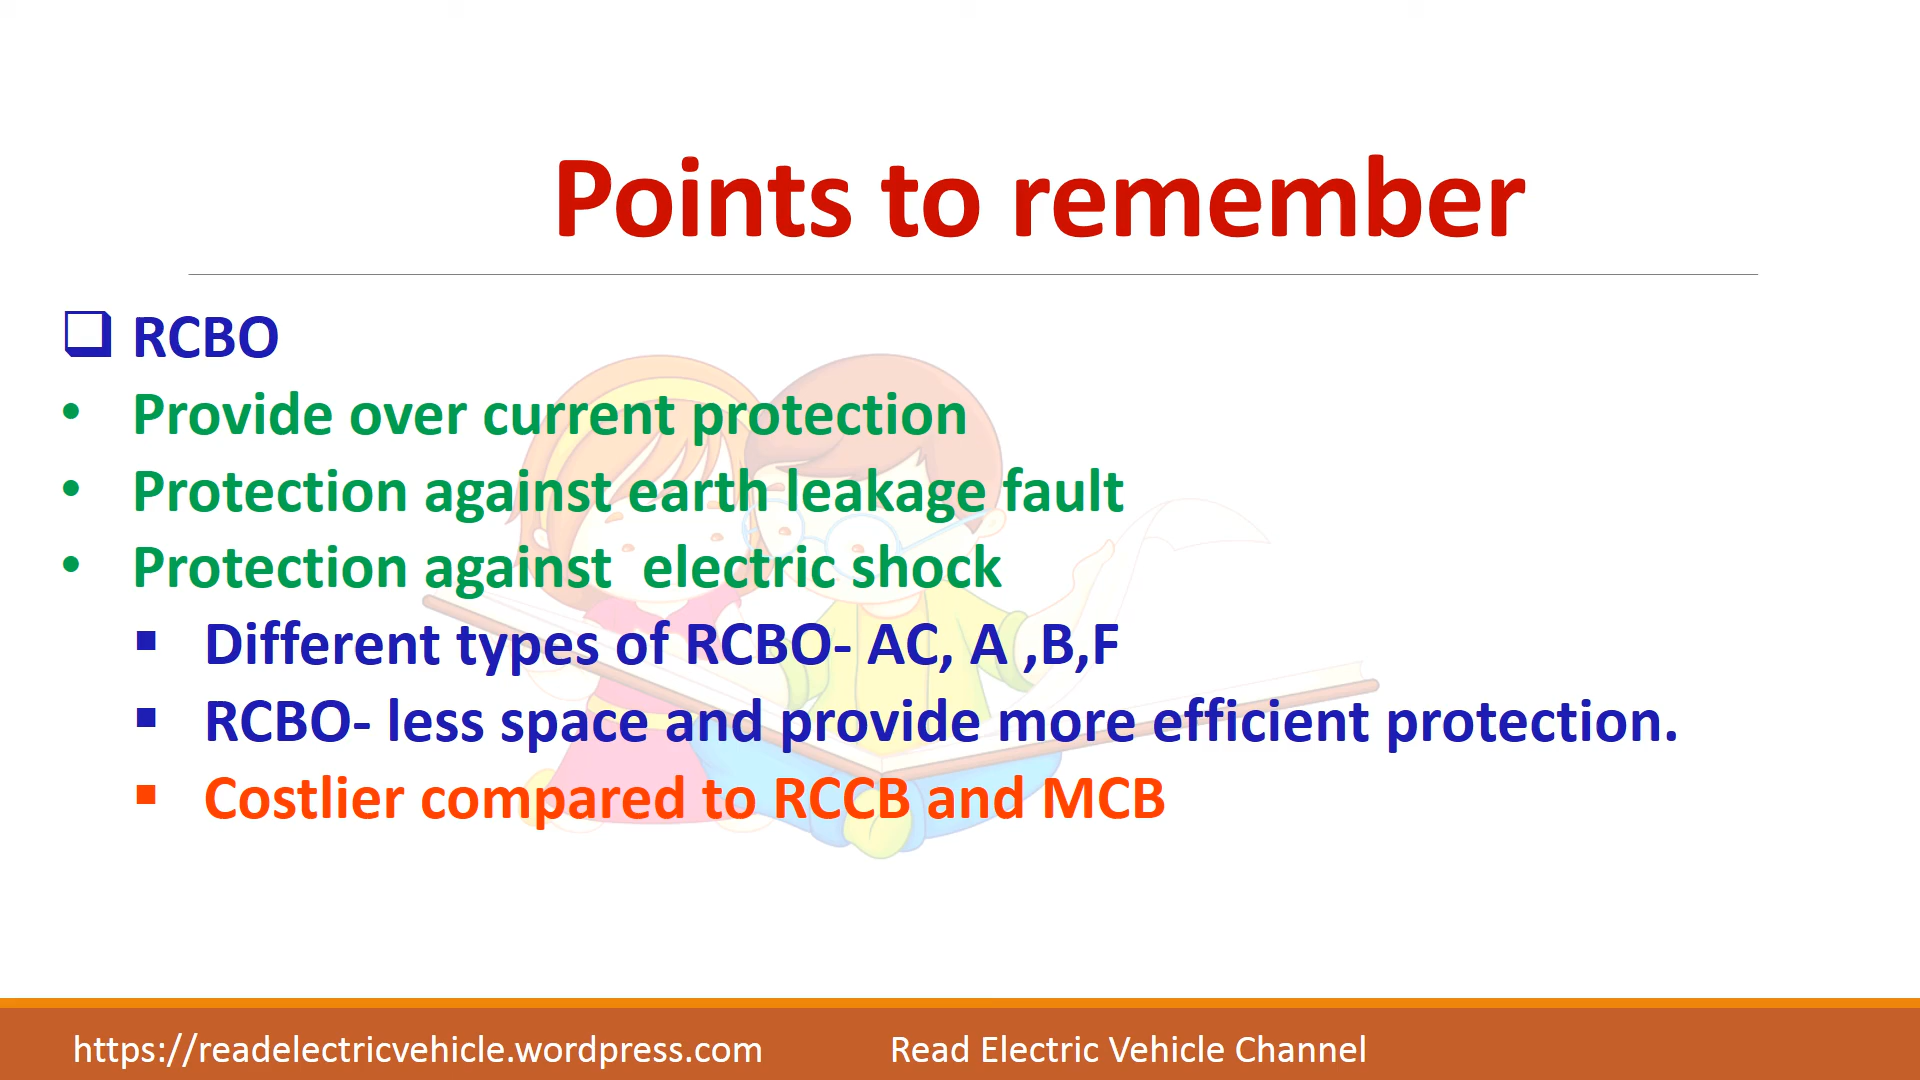 Points to remember
❑ RCBO
• Provide over current protection
• Protection against earth leakage fault
• Protection against  electric shock
▪ Different types of RCBO- AC, A ,B,F
▪ RCBO- less space and provide more efficient protection.
▪ Costlier compared to RCCB and MCB
https://readelectricvehicle.wordpress.com Read Electric Vehicle Channel